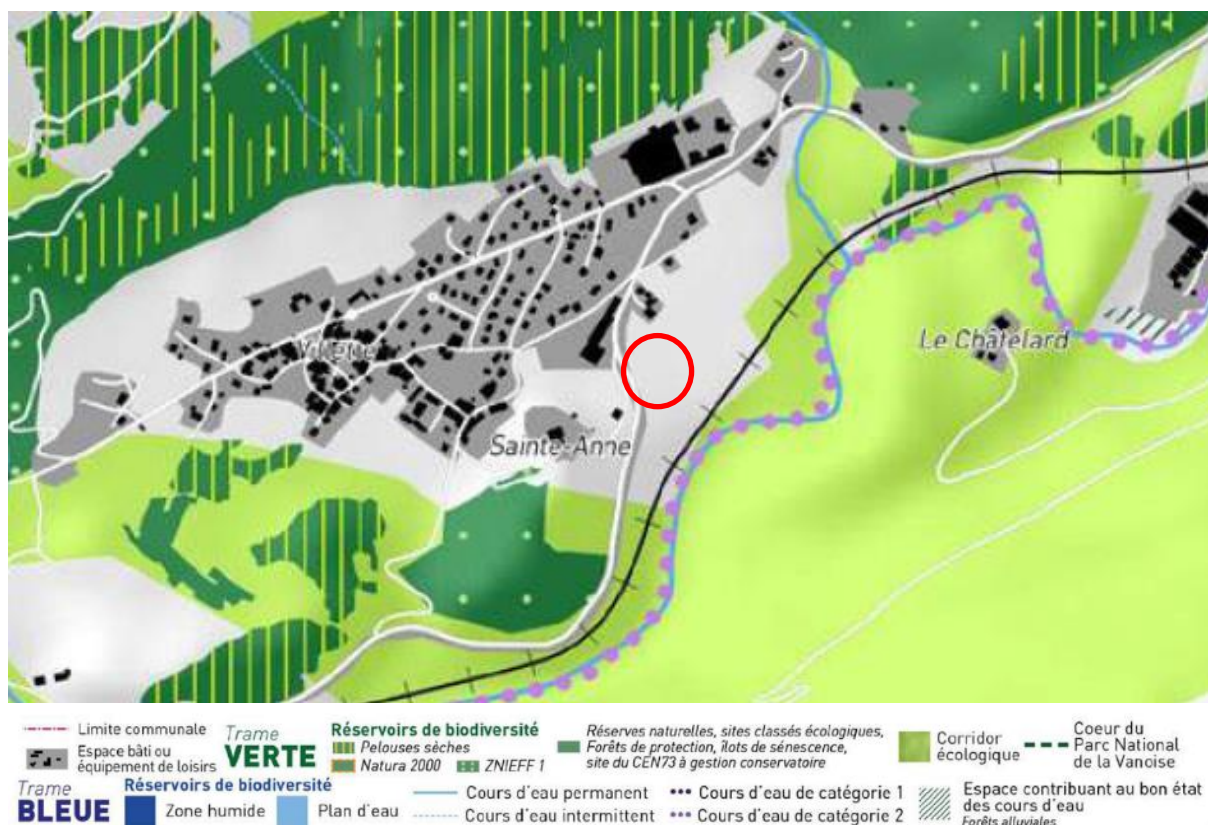 Villette
Le Châtelard
Sainte-Anne
Limite communale
Espace bâti ou
équipement de loisirs
Trame
VERTE
Réservoirs de biodiversité
Pelouses sèches
Natura 2000
ZNIEFF 1
Réserves naturelles, sites classés écologiques,
Forêts de protection, îlots de sénescence,
site du CEN73 à gestion conservatoire
Corridor
écologique
Coeur du
Parc National
de la Vanoise
Trame
BLEUE
Réservoirs de biodiversité
Zone humide
Plan d'eau
Cours d'eau permanent
Cours d'eau intermittent
Cours d'eau de catégorie 1
Cours d'eau de catégorie 2
Espace contribuant au bon état
des cours d'eau
Forêts alluviales